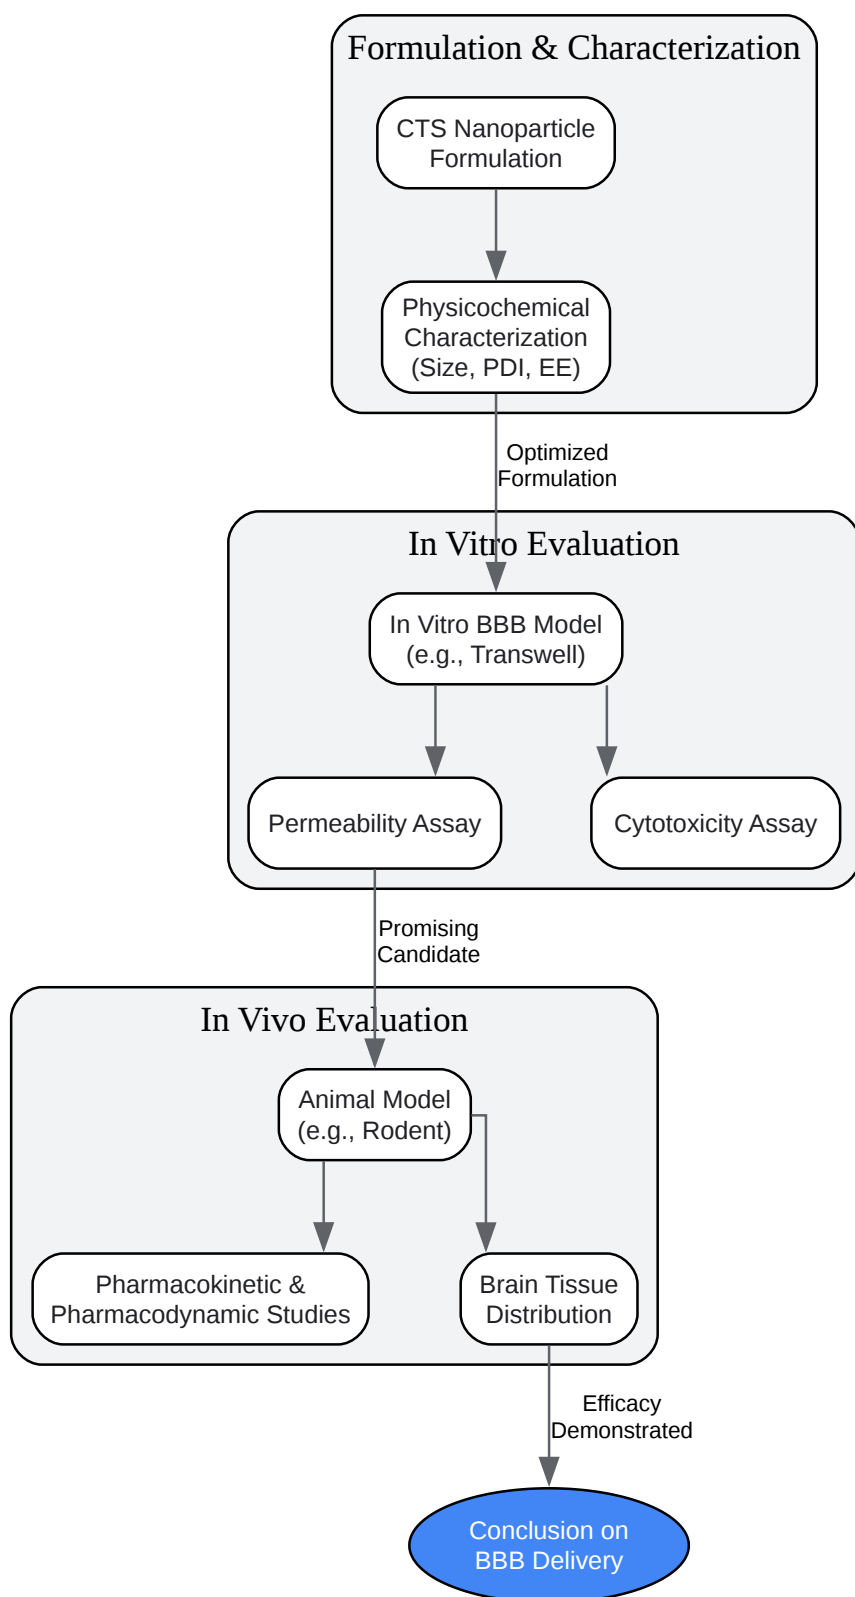 Formulation & Characterization
CTS Nanoparticle
Formulation
Physicochemical
Characterization
(Size, PDI, EE)
Optimized
Formulation
In Vitro Evaluation
In Vitro BBB Model
(e.g., Transwell)
Permeability Assay
Cytotoxicity Assay
Promising
Candidate
In Vivo Evaluation
Animal Model
(e.g., Rodent)
Pharmacokinetic &
Pharmacodynamic Studies
Brain Tissue
Distribution
Efficacy
Demonstrated
Conclusion on
BBB Delivery